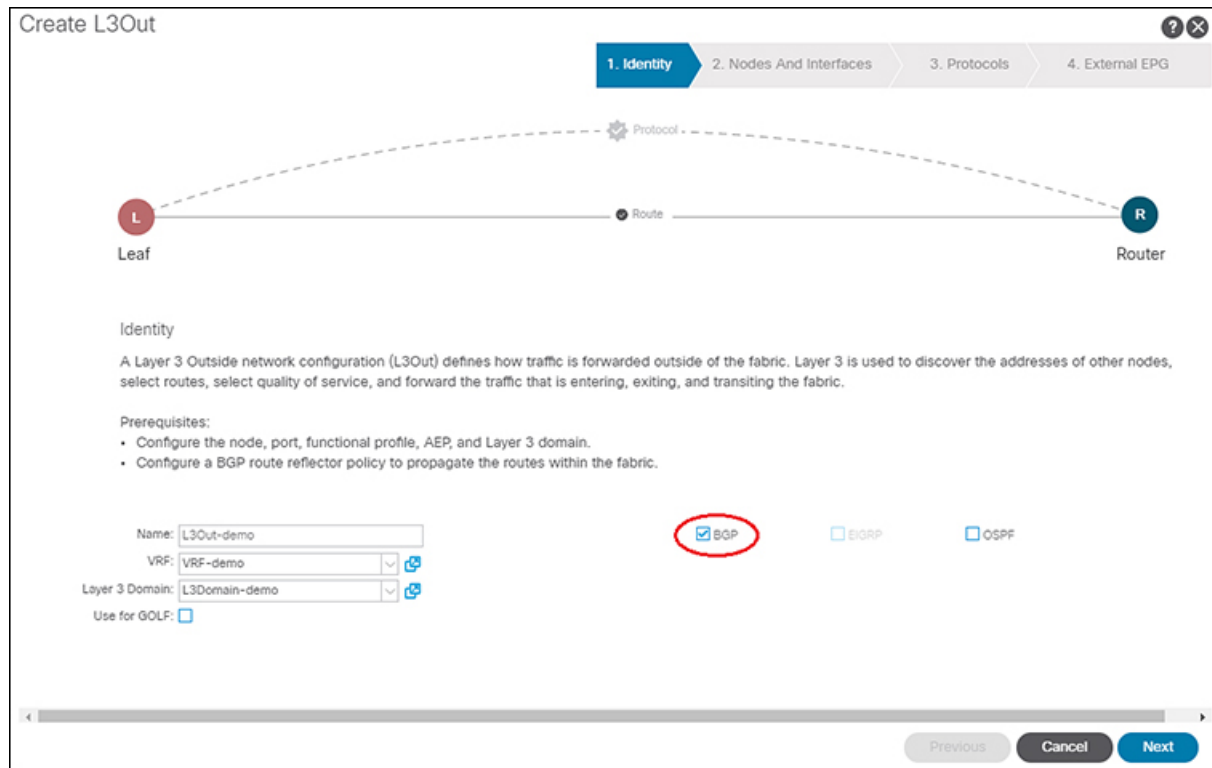 Create L3Out
1. Identity
2. Nodes And Interfaces
3. Protocols
4. External EPG
Protocol
L
Route
R
Leaf
Router
Identity
A Layer 3 Outside network configuration (L3Out) defines how traffic is forwarded outside of the fabric. Layer 3 is used to discover the addresses of other nodes,
select routes, select quality of service, and forward the traffic that is entering, exiting, and transiting the fabric.
Prerequisites:
• Configure the node, port, functional profile, AEP, and Layer 3 domain.
• Configure a BGP route reflector policy to propagate the routes within the fabric.
Name: L3Out-demo
BGP
EIGRP
OSPF
VRF: VRF-demo
Layer 3 Domain: L3Domain-demo
Use for GOLF:
Previous
Cancel
Next